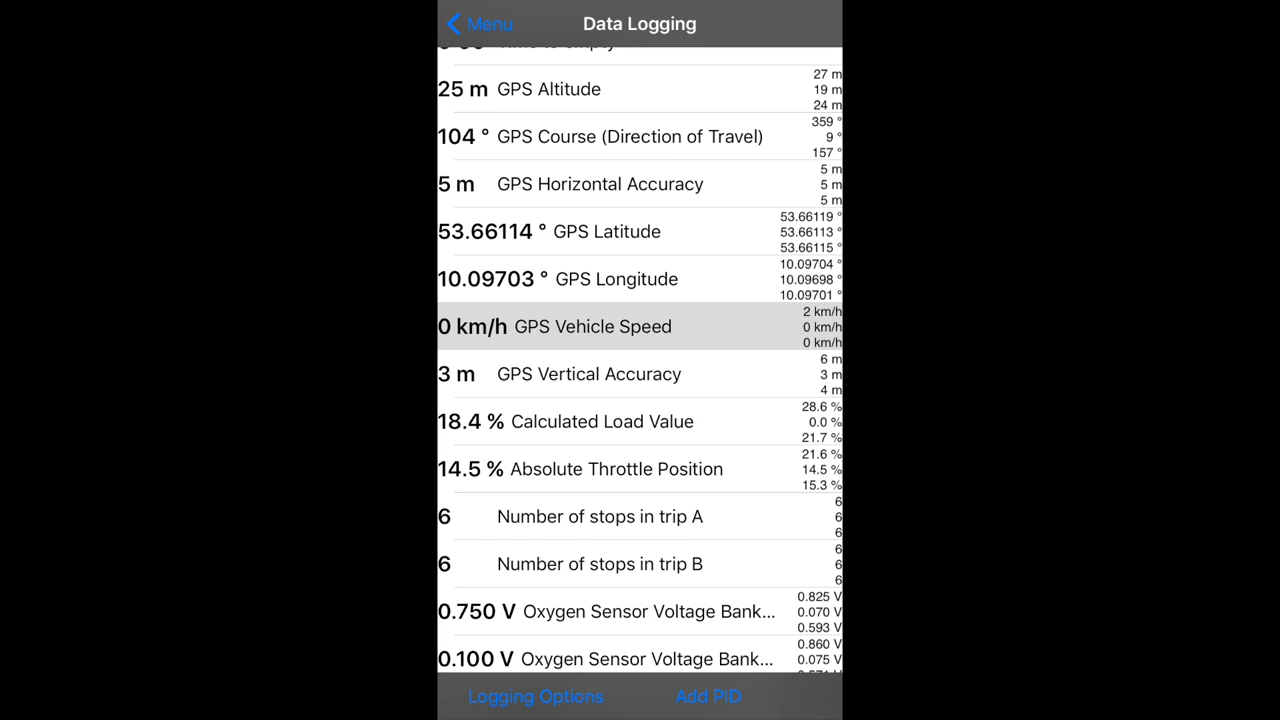 Menu
Data Logging
25 m GPS Altitude
27 m
19 m
24 m
104 ° GPS Course (Direction of Travel)
359 °
9 °
157 °
5 m GPS Horizontal Accuracy
5 m
5 m
5 m
53.66114 ° GPS Latitude
53.66119 °
53.66113 °
53.66115 °
10.09703 ° GPS Longitude
10.09704 °
10.09698 °
10.09701 °
0 km/h GPS Vehicle Speed
2 km/h
0 km/h
0 km/h
3 m GPS Vertical Accuracy
6 m
3 m
4 m
18.4 % Calculated Load Value
28.6 %
0.0 %
21.7 %
14.5 % Absolute Throttle Position
21.6 %
14.5 %
15.3 %
6 Number of stops in trip A
6
6
6
6 Number of stops in trip B
6
6
6
0.750 V Oxygen Sensor Voltage Bank...
0.825 V
0.070 V
0.593 V
0.100 V Oxygen Sensor Voltage Bank...
0.860 V
0.075 V
Logging Options
Add PID